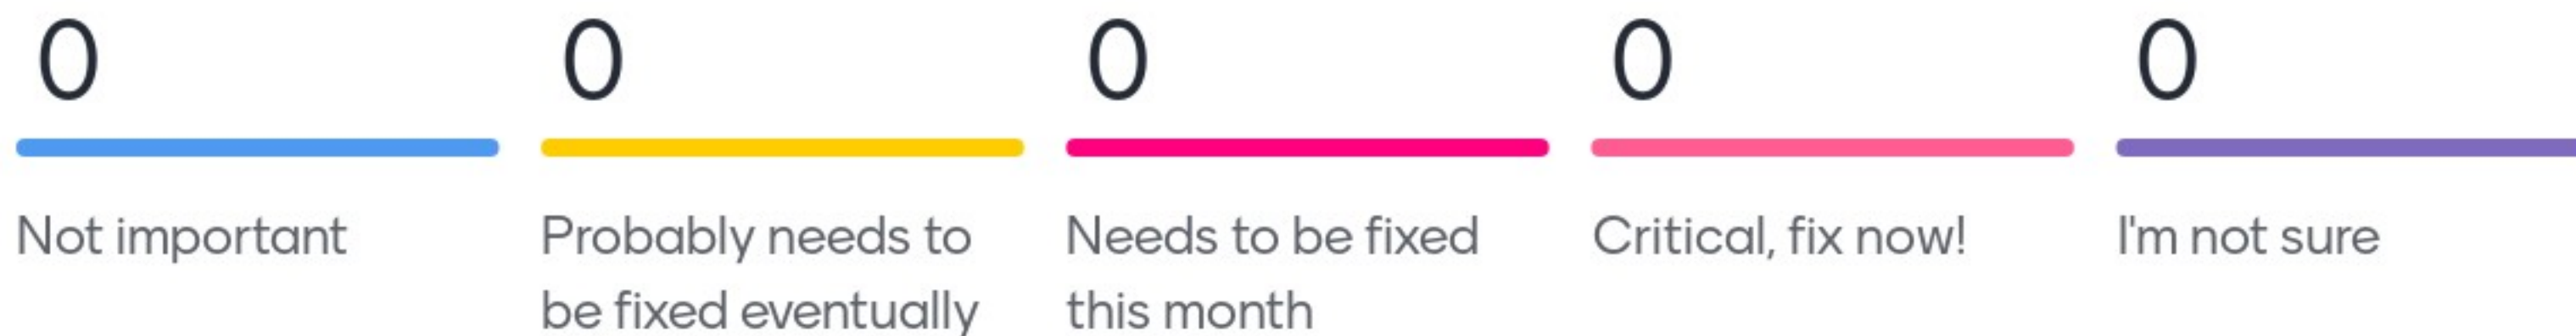 0 0 0 0 0
Not important Probably needs to Needs to be fixed Critical, fix now! I'm not sure
be fixed eventually this month